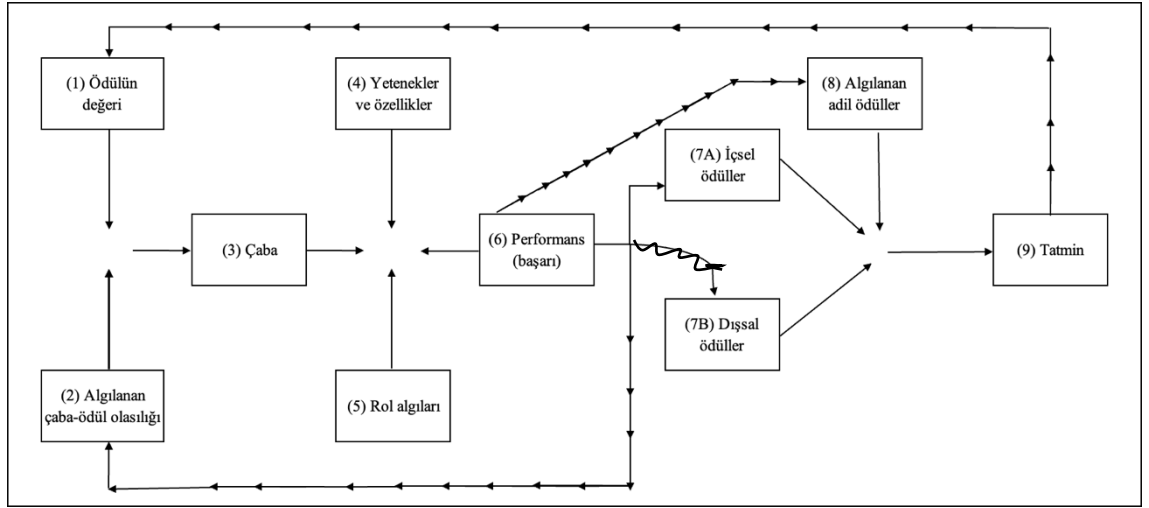 (1) Ödülün
değeri
(4) Yetenekler
ve özellikler
(8) Algılanan
adil ödüller
(7A) İçsel
ödüller
(3) Çaba
(6) Performans
(başarı)
(9) Tatmin
(7B) Dışsal
ödüller
(2) Algılanan
çaba-ödül olasılığı
(5) Rol algıları